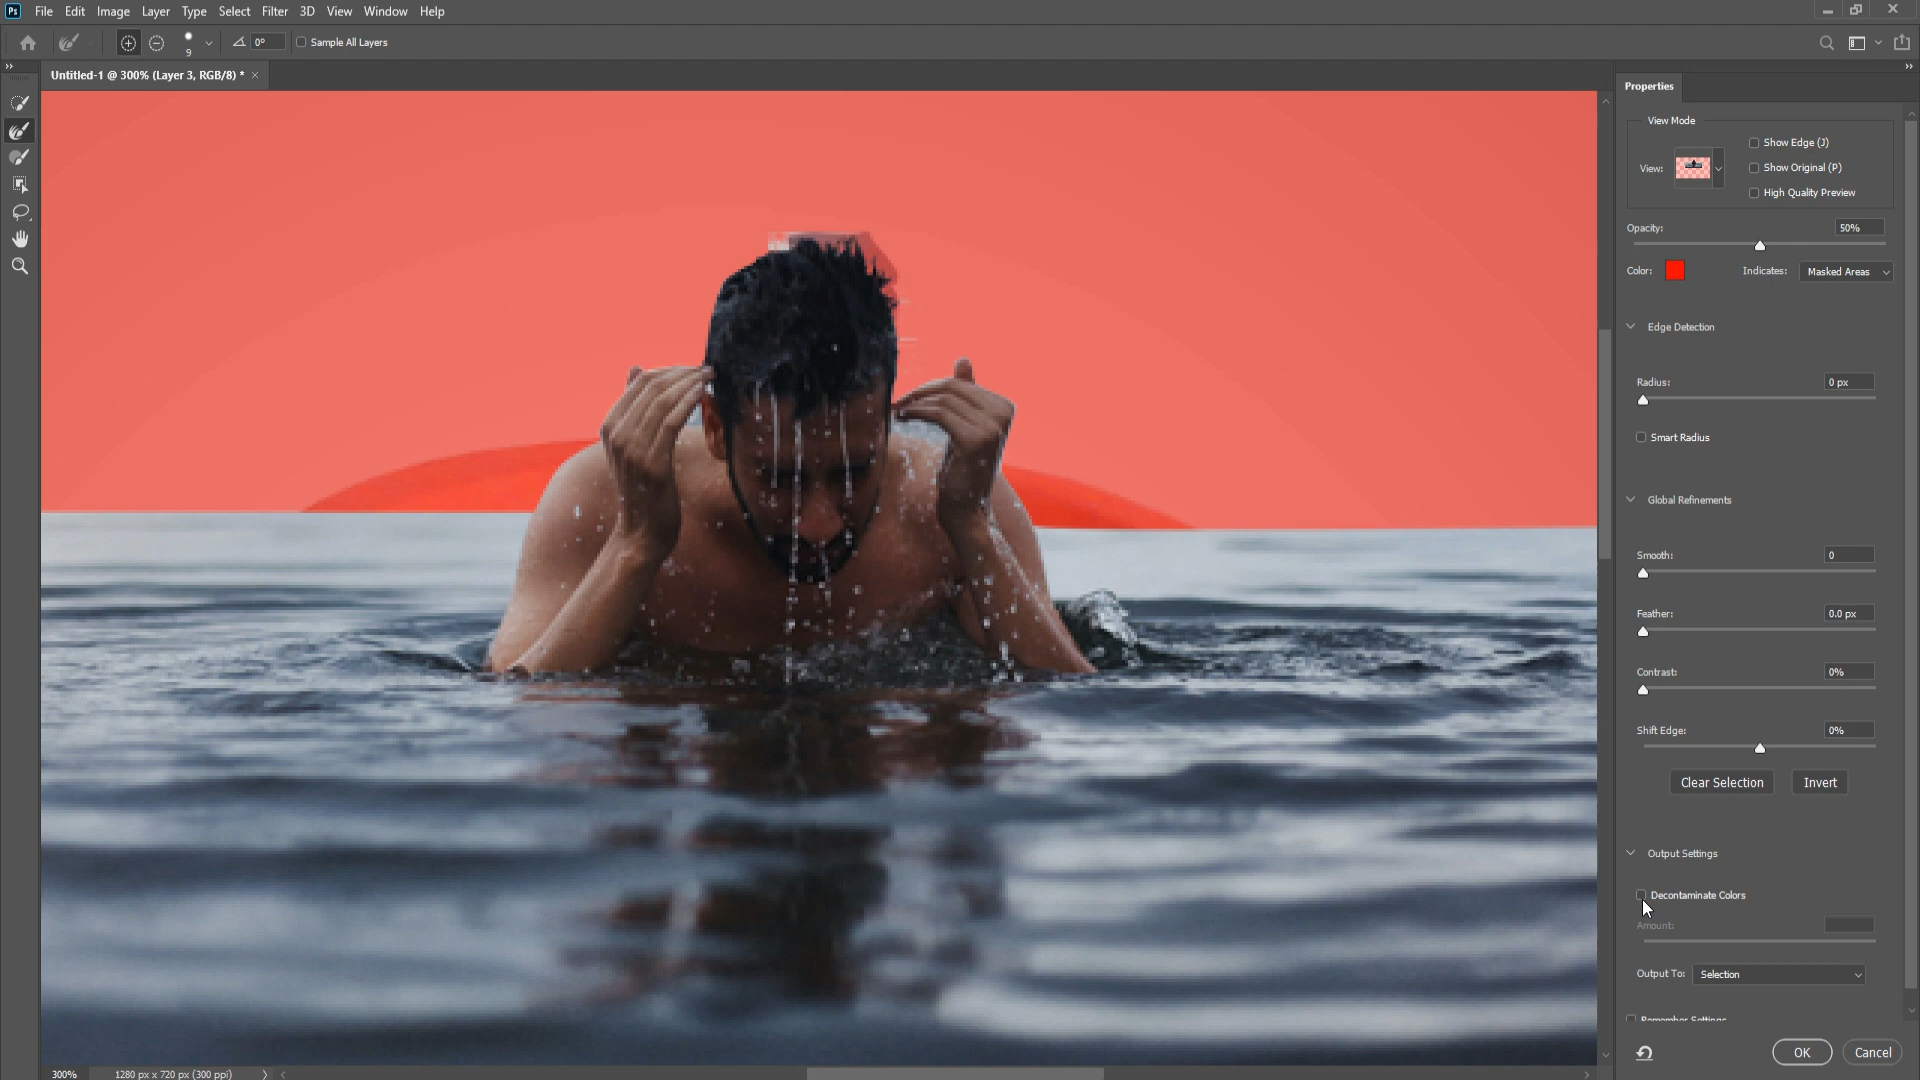 Ps File Edit Image Layer Type Select Filter 3D View Window Help
9 0° Sample All Layers
Untitled-1 @ 300% (Layer 3, RGB/8) * ×
Properties
View Mode
View:
Show Edge (J)
Show Original (P)
High Quality Preview
Opacity: 50%
Color: Indicates: Masked Areas
Edge Detection
Radius: 0 px
Smart Radius
Global Refinements
Smooth: 0
Feather: 0.0 px
Contrast: 0%
Shift Edge: 0%
Clear Selection Invert
Output Settings
Decontaminate Colors
Amount:
Output To: Selection
Remember Settings
OK Cancel
300% 1280 px x 720 px (300 ppi)